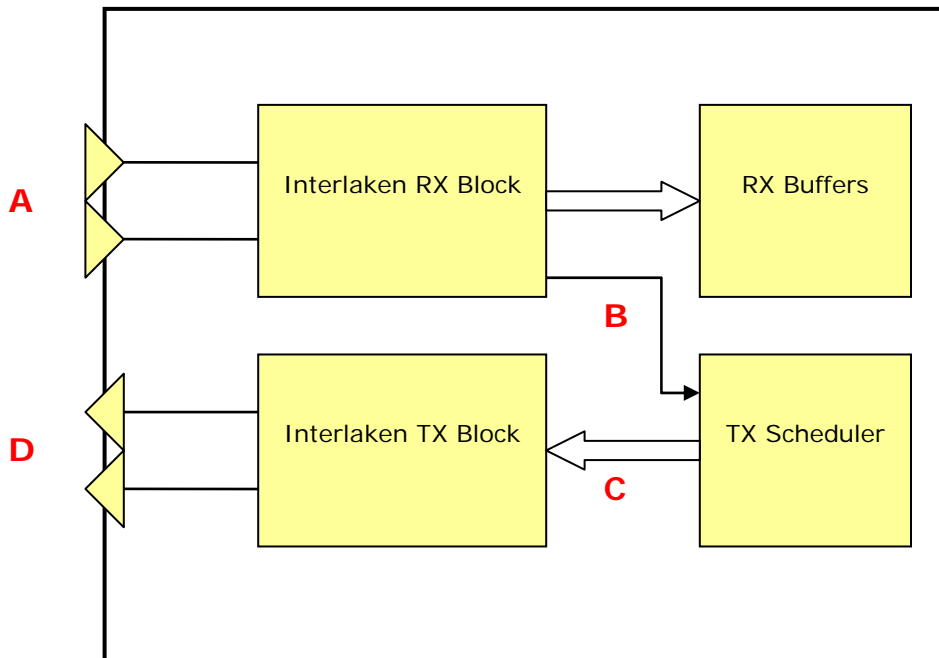 Interlaken RX Block
RX Buffers
A
B
Interlaken TX Block
TX Scheduler
D
C